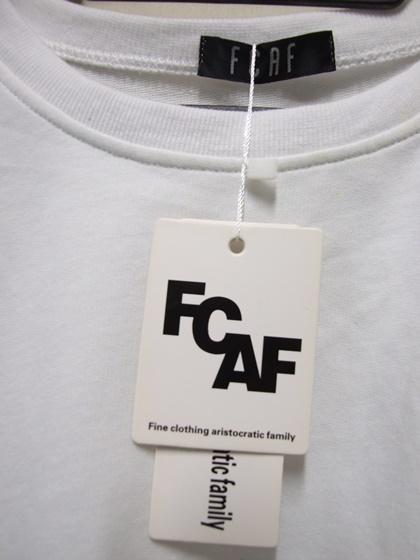 FCAF
FCAF
Fine clothing aristocratic family
tic family